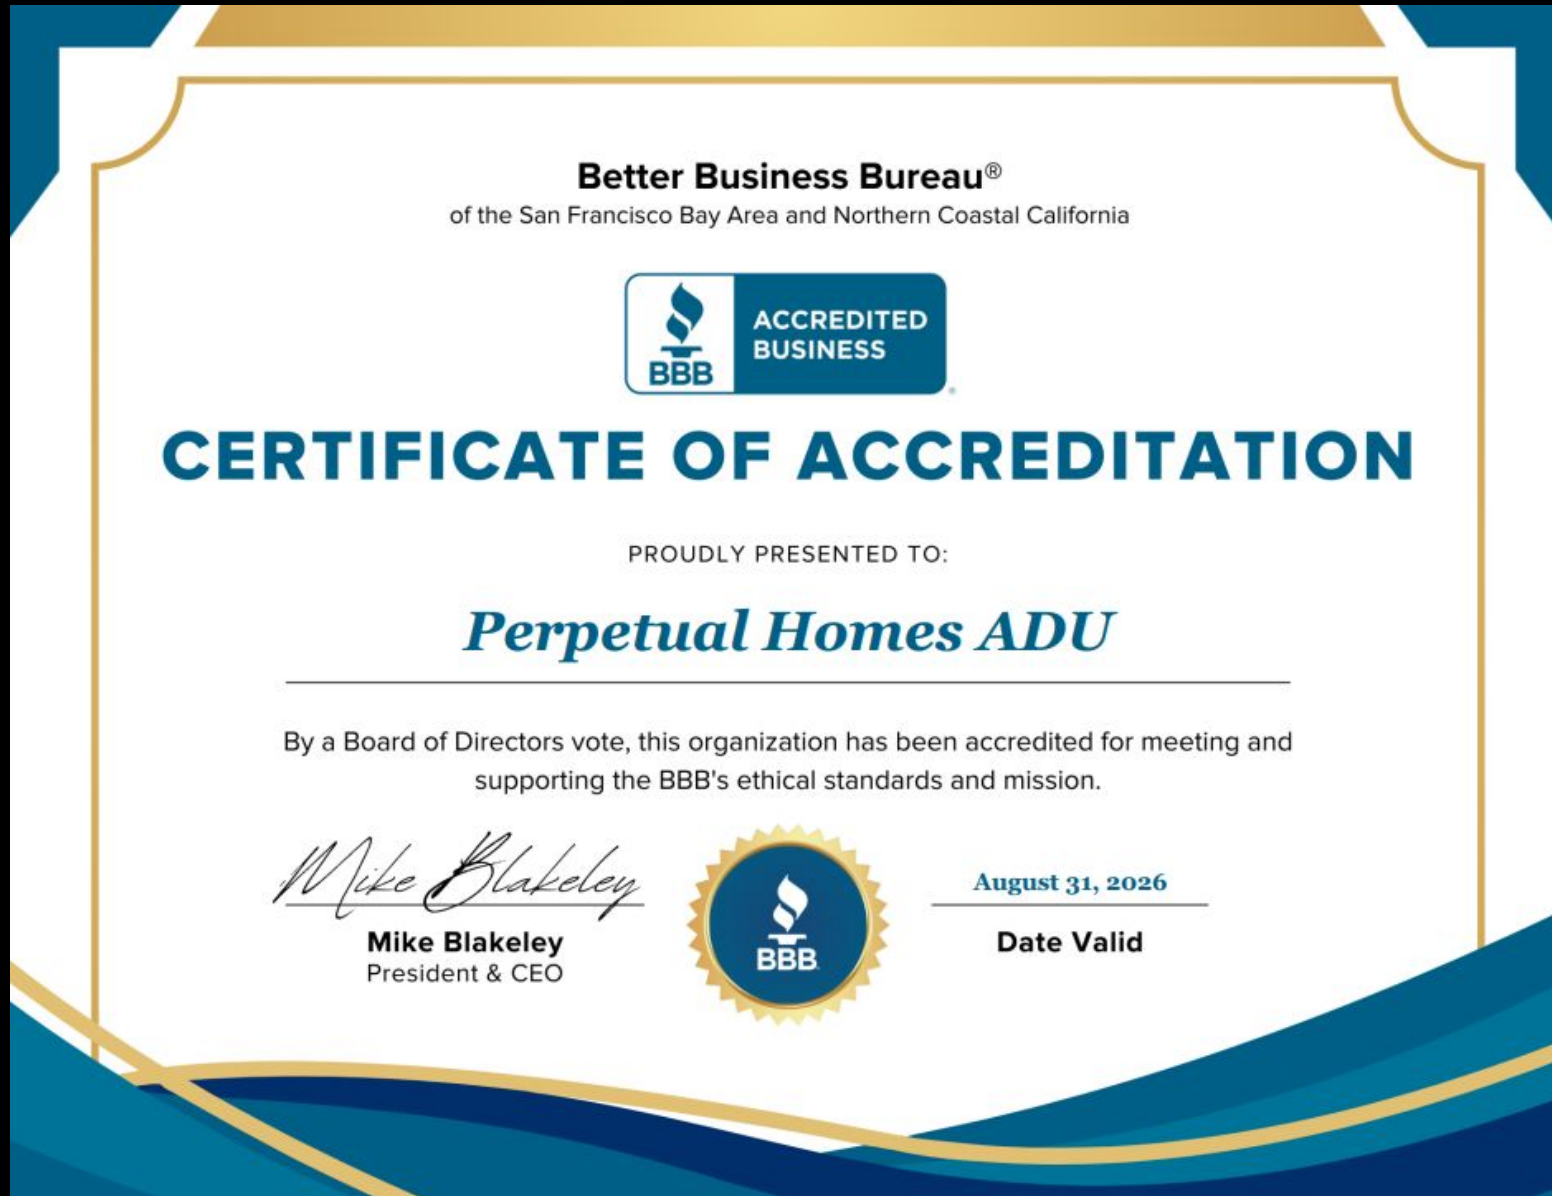 Better Business Bureau®
of the San Francisco Bay Area and Northern Coastal California
BBB
ACCREDITED
BUSINESS
®
CERTIFICATE OF ACCREDITATION
PROUDLY PRESENTED TO:
Perpetual Homes ADU
By a Board of Directors vote, this organization has been accredited for meeting and
supporting the BBB's ethical standards and mission.
Mike Blakeley
Mike Blakeley
President & CEO
BBB
August 31, 2026
Date Valid